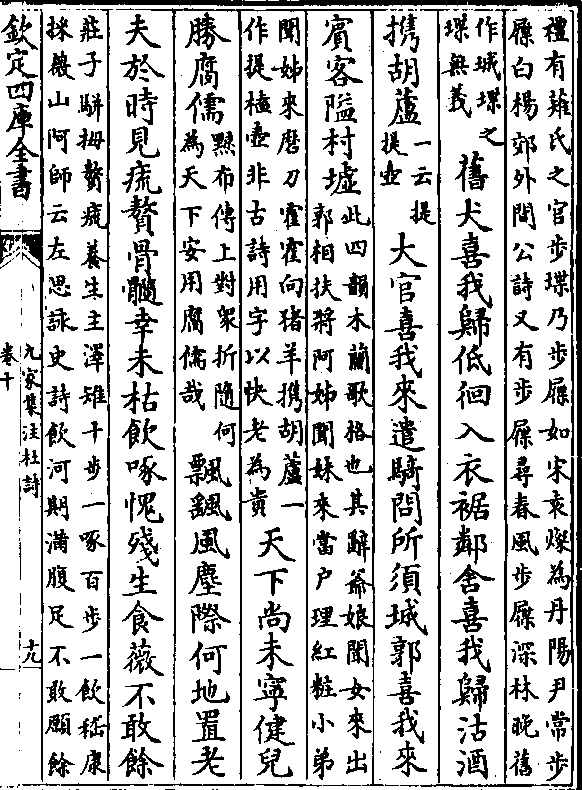 禮有薙氏之官步堞乃步屧如宋袁燦為丹陽尹常步
屧白楊郊外間公詩又有步屧尋春風步屧深林晚舊
作城堞之
堞無義
舊犬喜我歸低徊入衣裾鄰舍喜我歸沽酒
携胡蘆
一云提
提壺
大官喜我來遣騎問所須城郭喜我來
賓客隘村墟
此四韻木蘭歌格也其辭爺娘聞女來出
郭相扶將阿姊聞妹來當户理紅粧小弟
聞姊來磨刀霍霍向猪羊携胡蘆一
作提榼壺非古詩用字以快老為貴
天下尚未寧健兒
勝腐儒
黥布傳上對衆折隨何
為天下安用腐儒哉
飄颻風塵際何地置老
夫於時見疣贅骨髓幸未枯飲啄愧殘生食薇不敢餘
莊子駢拇贅疣養生主澤雉十步一啄百步一飲嵇康
採薇山阿師云左思詠史詩飲河期滿腹足不敢願餘
欽定四庫全書
九家集注杜詩
卷十
十九